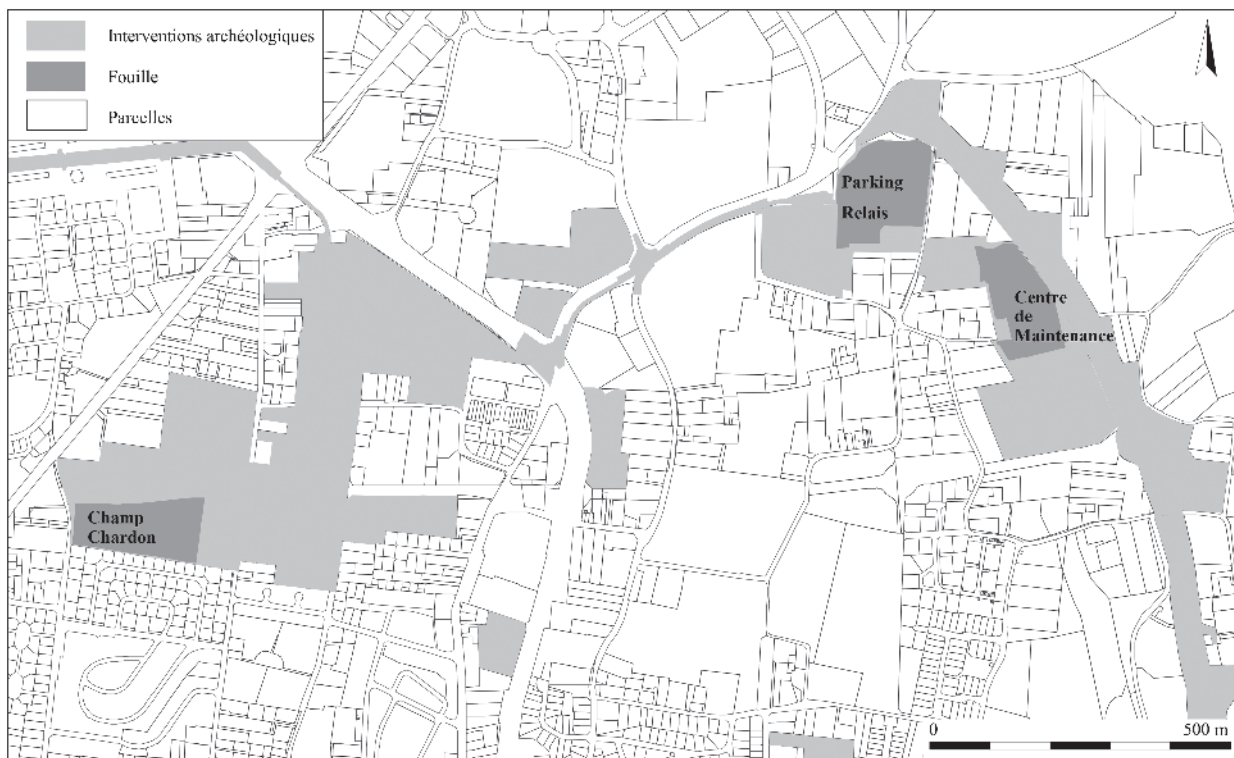 Interventions archéologiques
Fouille
Parcelles
Parking
Relais
Centre
de
Maintenance
Champ
Chardon
0 500 m